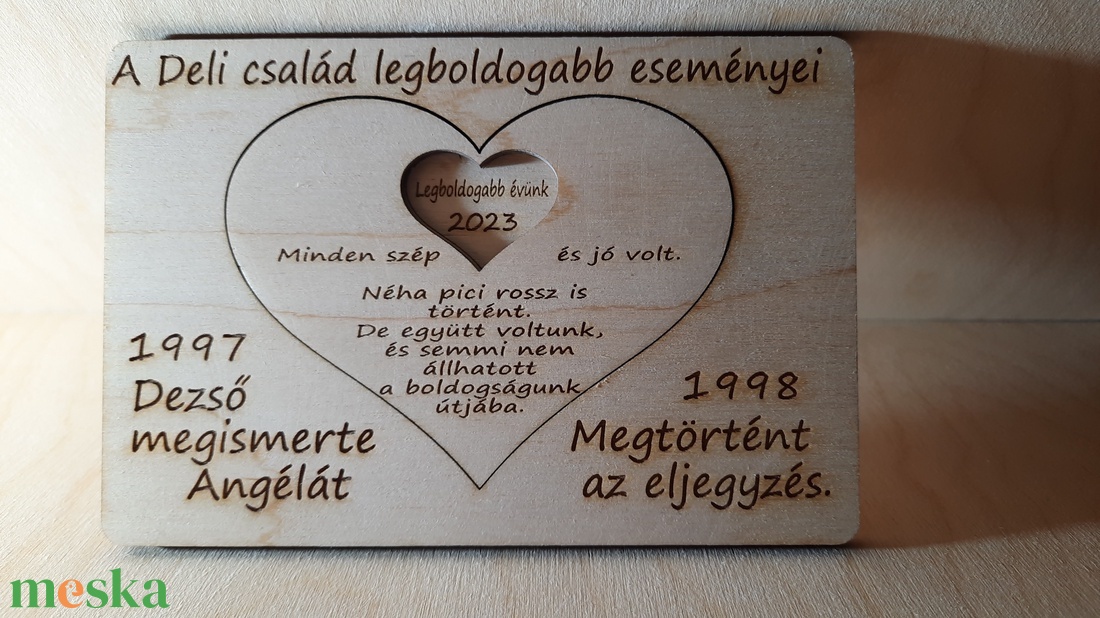 A Deli család legboldogabb eseményei
Legboldogabb évünk
2023
Minden szép és jó volt.
Néha pici rossz is
történt.
De együtt voltunk,
és semmi nem
állhatott
a boldogságunk
útjába.
1997
Dezső
megismerte
Angélát
1998
Megtörtént
az eljegyzés.
meska